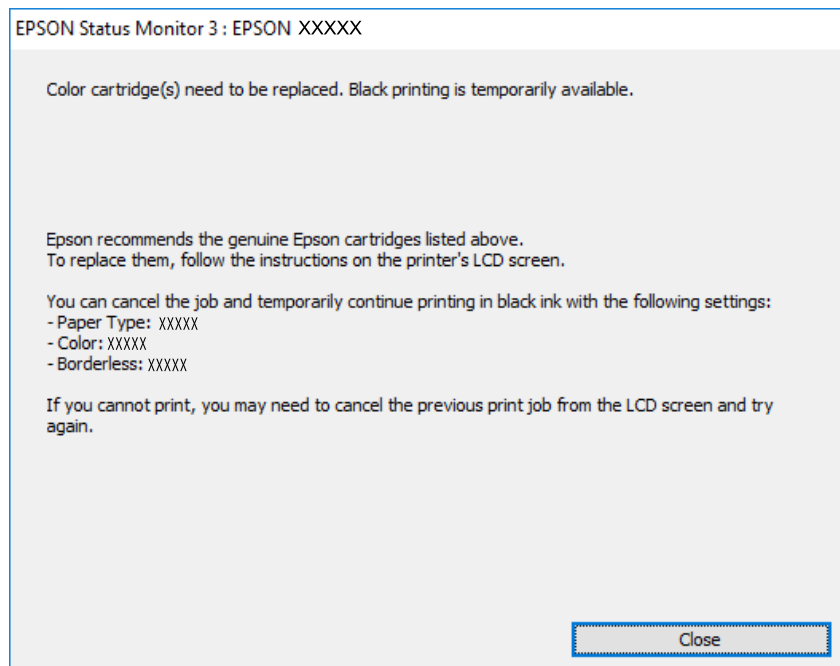 EPSON Status Monitor 3 : EPSON XXXXX
Color cartridge(s) need to be replaced. Black printing is temporarily available.
Epson recommends the genuine Epson cartridges listed above.
To replace them, follow the instructions on the printer's LCD screen.
You can cancel the job and temporarily continue printing in black ink with the following settings:
- Paper Type: XXXXX
- Color: XXXXX
- Borderless: XXXXX
If you cannot print, you may need to cancel the previous print job from the LCD screen and try
again.
Close